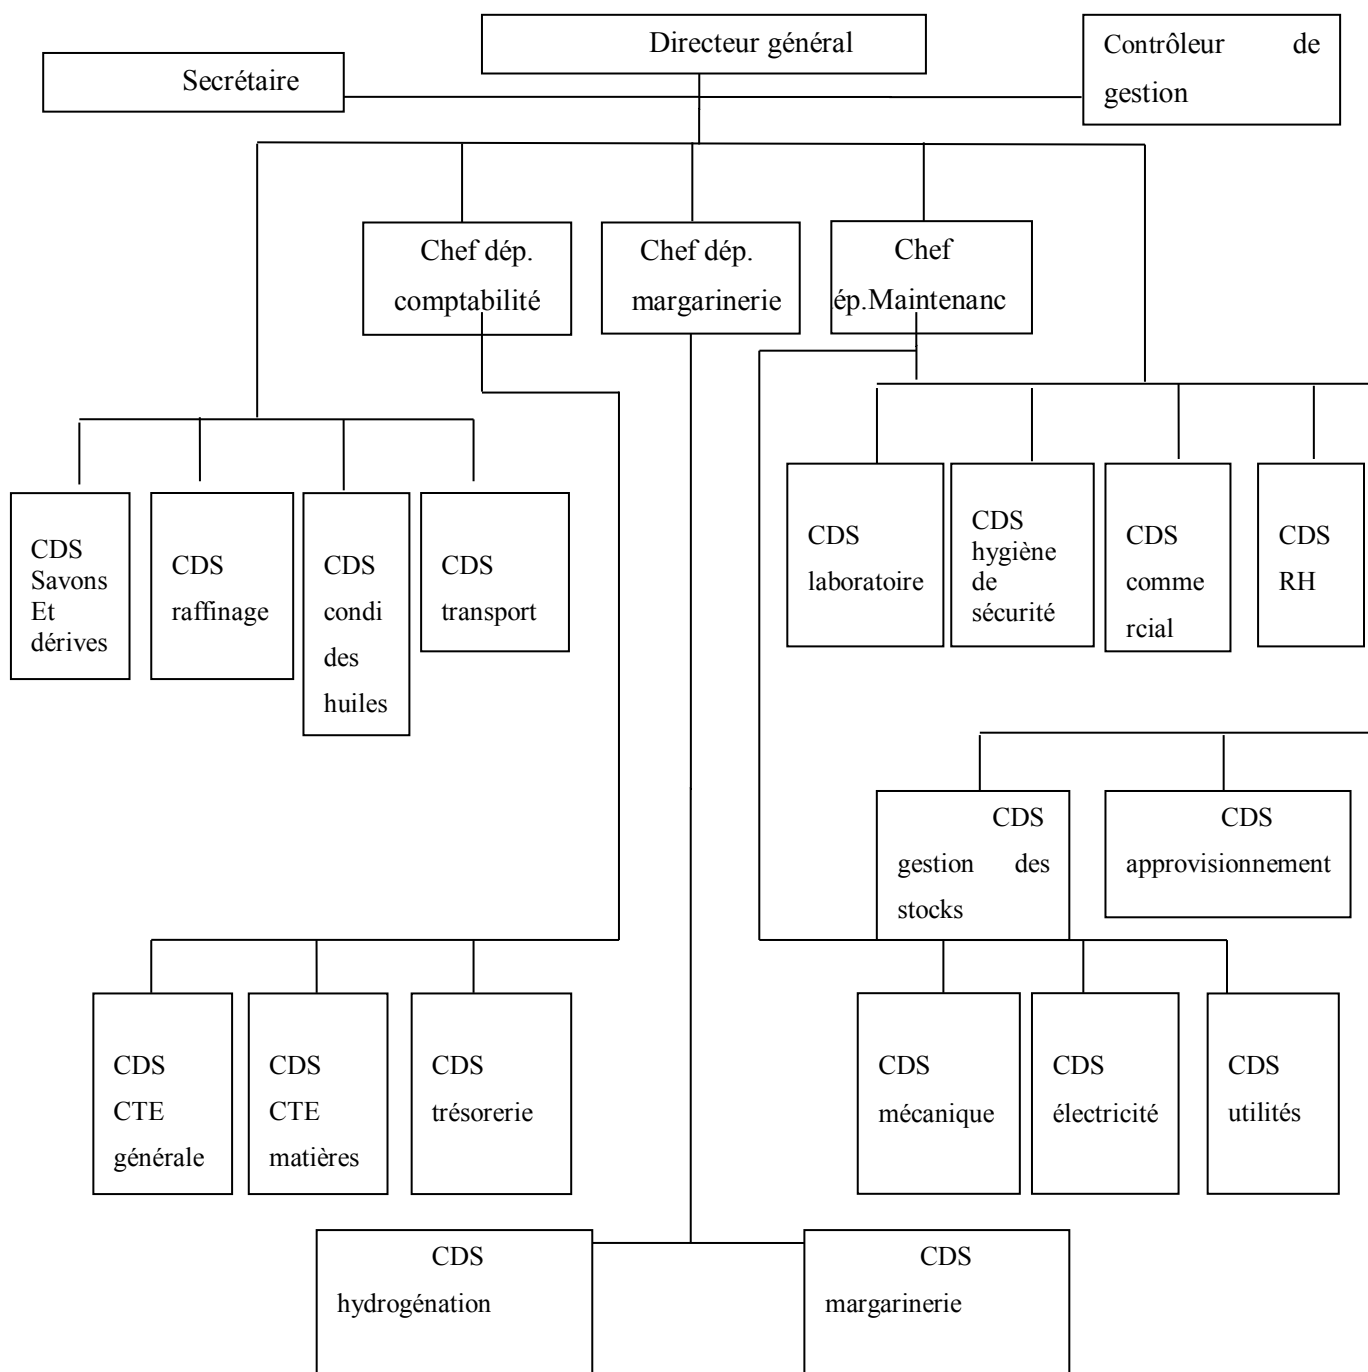 Directeur général
Secrétaire
Contrôleur de
gestion
Chef dép.
comptabilité
Chef dép.
margarinerie
Chef
ép.Maintenanc
CDS
Savons
Et
dérives
CDS
raffinage
CDS
condi
des
huiles
CDS
transport
CDS
laboratoire
CDS
hygiène
de
sécurité
CDS
comme
rcial
CDS
RH
CDS
gestion des
stocks
CDS
approvisionnement
CDS
CTE
générale
CDS
CTE
matières
CDS
trésorerie
CDS
mécanique
CDS
électricité
CDS
utilités
CDS
hydrogénation
CDS
margarinerie